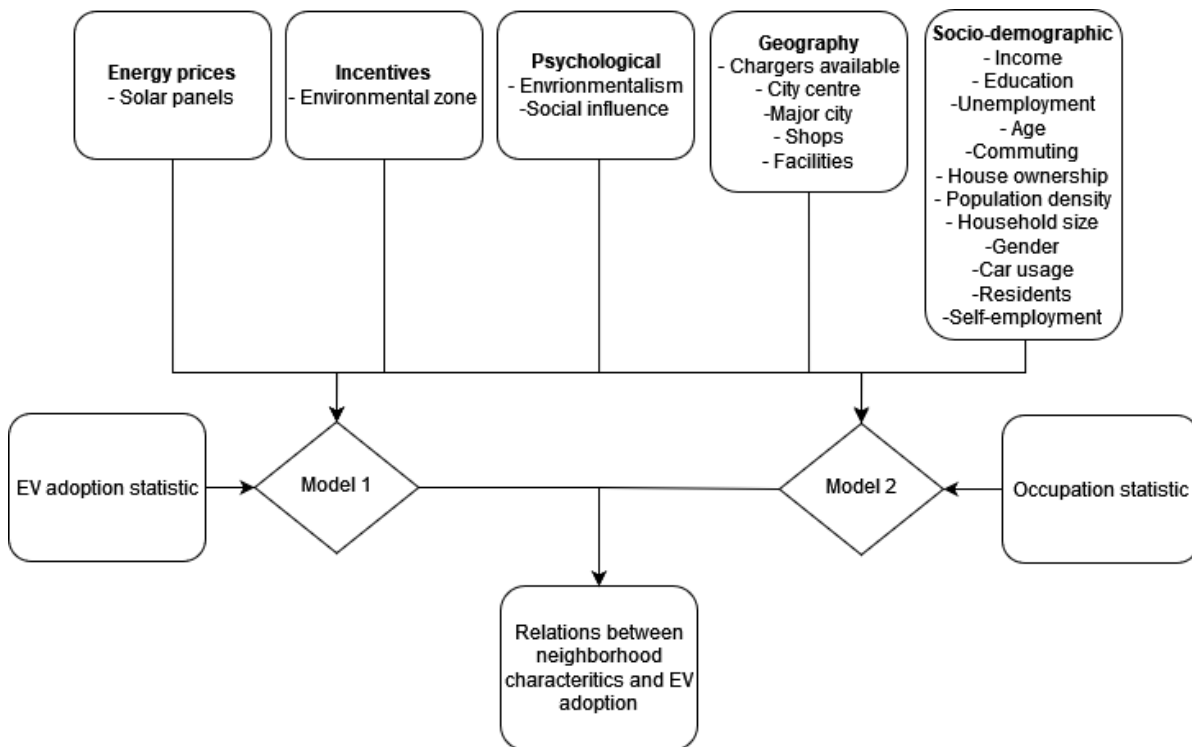 Energy prices
- Solar panels
Incentives
- Environmental zone
Psychological
- Envrionmentalism
-Social influence
Geography
- Chargers available
- City centre
-Major city
- Shops
- Facilities
Socio-demographic
- Income
- Education
-Unemployment
- Age
- Commuting
- House ownership
- Population density
- Household size
-Gender
-Car usage
-Residents
-Self-employment
EV adoption statistic
Model 1
Model 2
Occupation statistic
Relations between
neighborhood
characteritics and EV
adoption